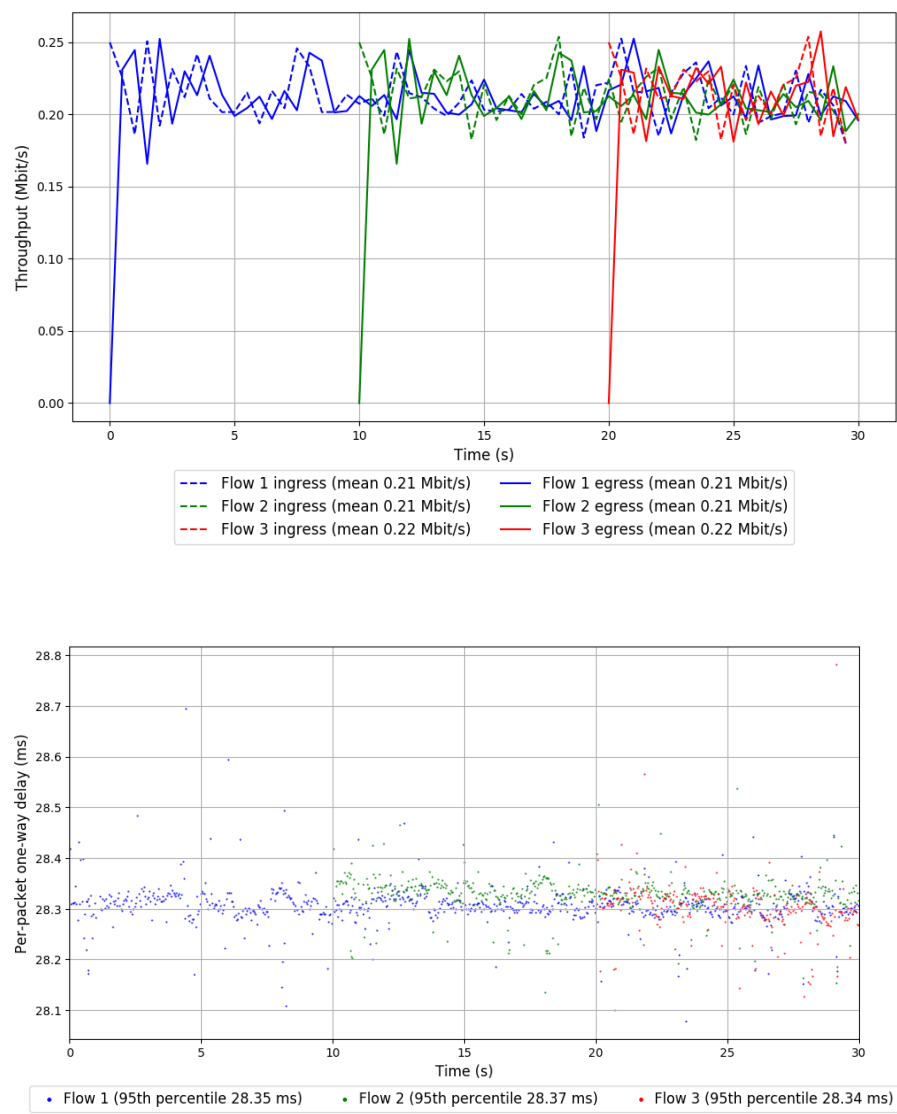 0.25
0.20
0.15
0.10
0.05
0.00
Throughput (Mbit/s)
0 5 10 15 20 25 30
Time (s)
Flow 1 ingress (mean 0.21 Mbit/s) Flow 1 egress (mean 0.21 Mbit/s)
Flow 2 ingress (mean 0.21 Mbit/s) Flow 2 egress (mean 0.21 Mbit/s)
Flow 3 ingress (mean 0.22 Mbit/s) Flow 3 egress (mean 0.22 Mbit/s)
28.8
28.7
28.6
28.5
28.4
28.3
28.2
28.1
Per-packet one-way delay (ms)
0 5 10 15 20 25 30
Time (s)
Flow 1 (95th percentile 28.35 ms) Flow 2 (95th percentile 28.37 ms) Flow 3 (95th percentile 28.34 ms)